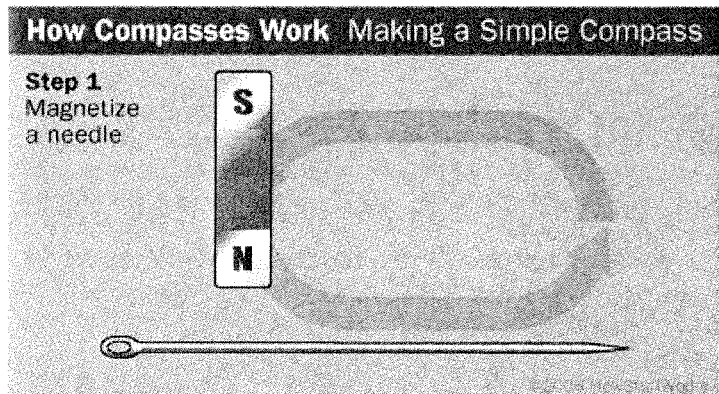 How Compasses Work Making a Simple Compass
Step 1
Magnetize
a needle
S
N